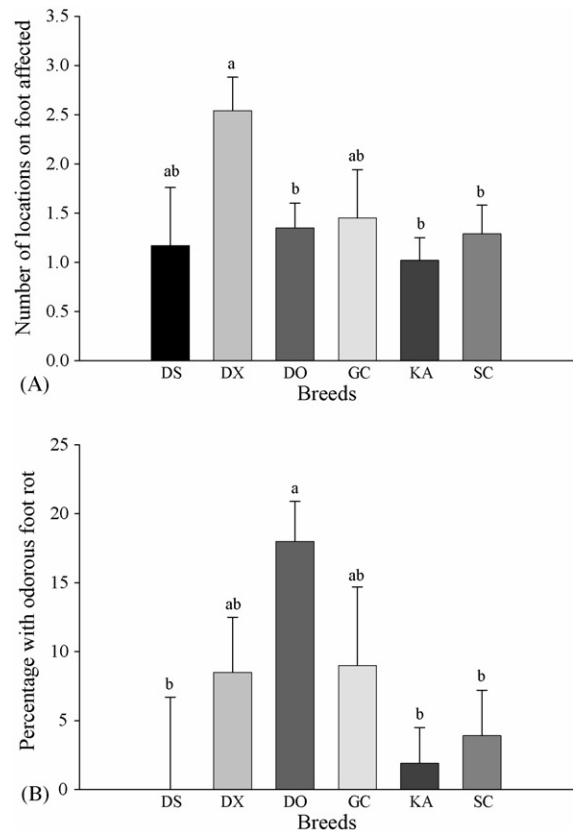 Number of locations on foot affected
3.5
3.0
2.5
2.0
1.5
1.0
0.5
0.0
ab
a
b
ab
b
b
DS DX DO GC KA SC
Breeds
(A)
Percentage with odorous foot rot
25
20
15
10
5
0
b
ab
a
ab
b
b
DS DX DO GC KA SC
Breeds
(B)